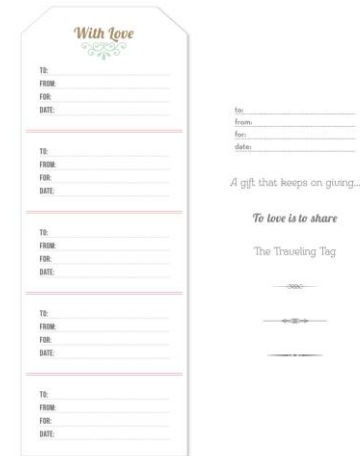 With Love
TO:
FROM:
FOR:
DATE:
TO:
FROM:
FOR:
DATE:
TO:
FROM:
FOR:
DATE:
TO:
FROM:
FOR:
DATE:
TO:
FROM:
FOR:
DATE:
to:
from:
for:
date:
A gift that keeps on giving...
To love is to share
The Traveling Tag